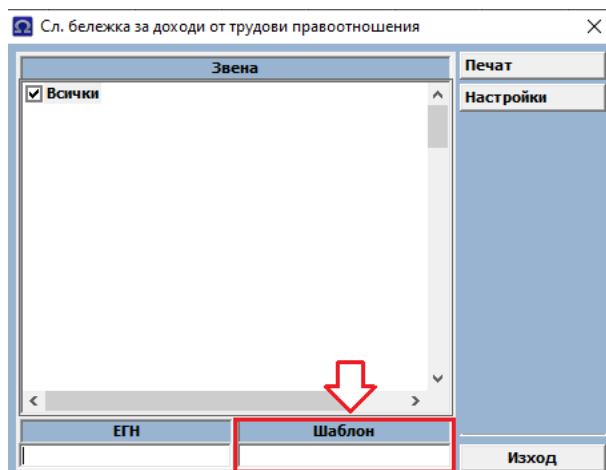 Сл. бележка за доходи от трудови правоотношения
Звена
Печат
Всички
Настройки
ЕГН
Шаблон
Изход